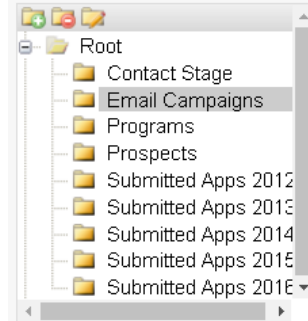 Root
Contact Stage
Email Campaigns
Programs
Prospects
Submitted Apps 2012
Submitted Apps 2013
Submitted Apps 2014
Submitted Apps 2015
Submitted Apps 2016